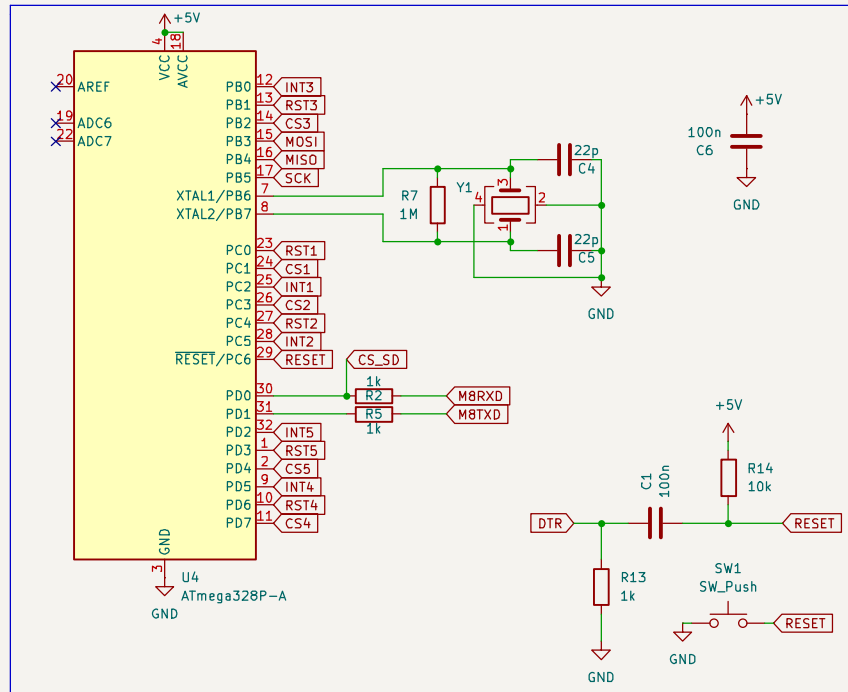 +5V
4
18
VCC
AVCC
20
AREF
19
ADC6
22
ADC7
PB0
12
INT3
PB1
13
RST3
PB2
14
CS3
PB3
15
MOSI
PB4
16
MISO
PB5
17
SCK
XTAL1/PB6
7
XTAL2/PB7
8
PC0
23
RST1
PC1
24
CS1
PC2
25
INT1
PC3
26
CS2
PC4
27
RST2
PC5
28
INT2
RESET/PC6
29
RESET
PD0
30
PD1
31
PD2
32
INT5
PD3
1
RST5
PD4
2
CS5
PD5
9
INT4
PD6
10
RST4
PD7
11
CS4
GND
3
GND
U4
ATmega328P-A
R7
1M
Y1
3
4
2
1
22p
C4
22p
C5
GND
+5V
100n
C6
GND
CS_SD
1k
R2
M8RXD
R5
M8TXD
1k
+5V
R14
10k
C1
100n
DTR
RESET
R13
1k
GND
SW1
SW_Push
RESET
GND